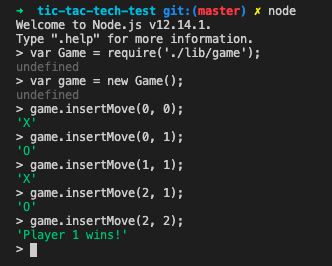 → tic-tac-tech-test git:(master) ✗ node
Welcome to Node.js v12.14.1.
Type ".help" for more information.
> var Game = require('./lib/game');
undefined
> var game = new Game();
undefined
> game.insertMove(0, 0);
'X'
> game.insertMove(0, 1);
'O'
> game.insertMove(1, 1);
'X'
> game.insertMove(2, 1);
'O'
> game.insertMove(2, 2);
'Player 1 wins!'
>